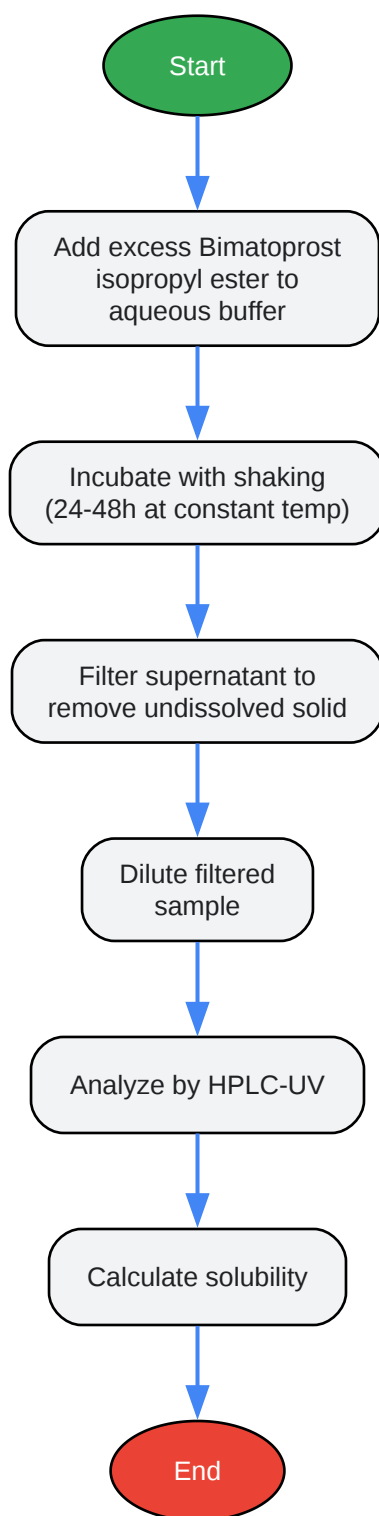 Start
Add excess Bimatoprost
isopropyl ester to
aqueous buffer
Incubate with shaking
(24-48h at constant temp)
Filter supernatant to
remove undissolved solid
Dilute filtered
sample
Analyze by HPLC-UV
Calculate solubility
End